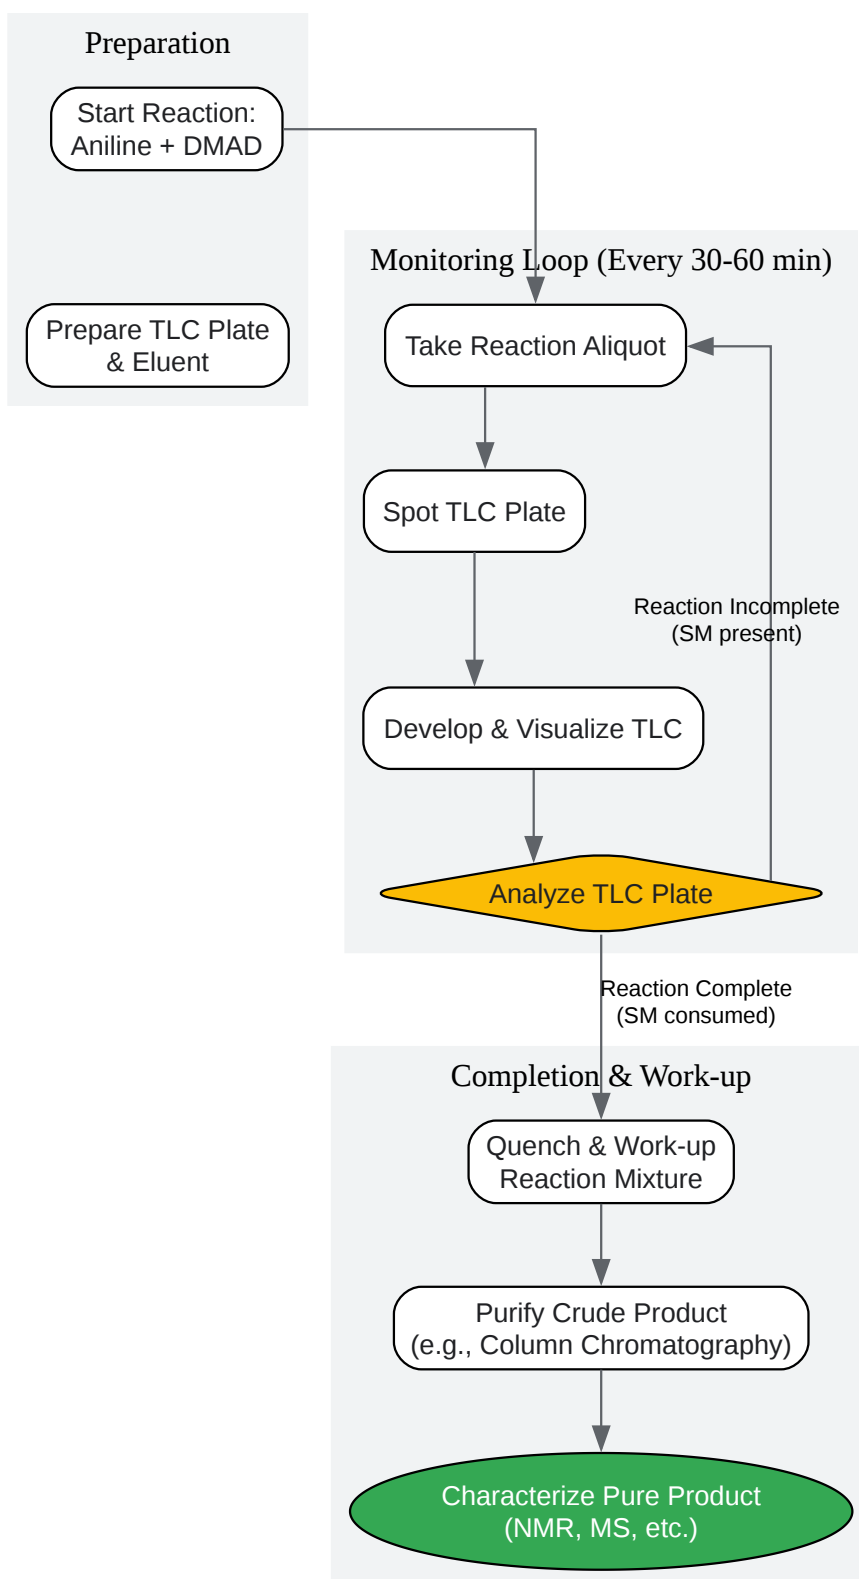 Preparation
Start Reaction:
Aniline + DMAD
Prepare TLC Plate
& Eluent
Monitoring Loop (Every 30-60 min)
Take Reaction Aliquot
Spot TLC Plate
Reaction Incomplete
(SM present)
Develop & Visualize TLC
Analyze TLC Plate
Reaction Complete
(SM consumed)
Completion & Work-up
Quench & Work-up
Reaction Mixture
Purify Crude Product
(e.g., Column Chromatography)
Characterize Pure Product
(NMR, MS, etc.)